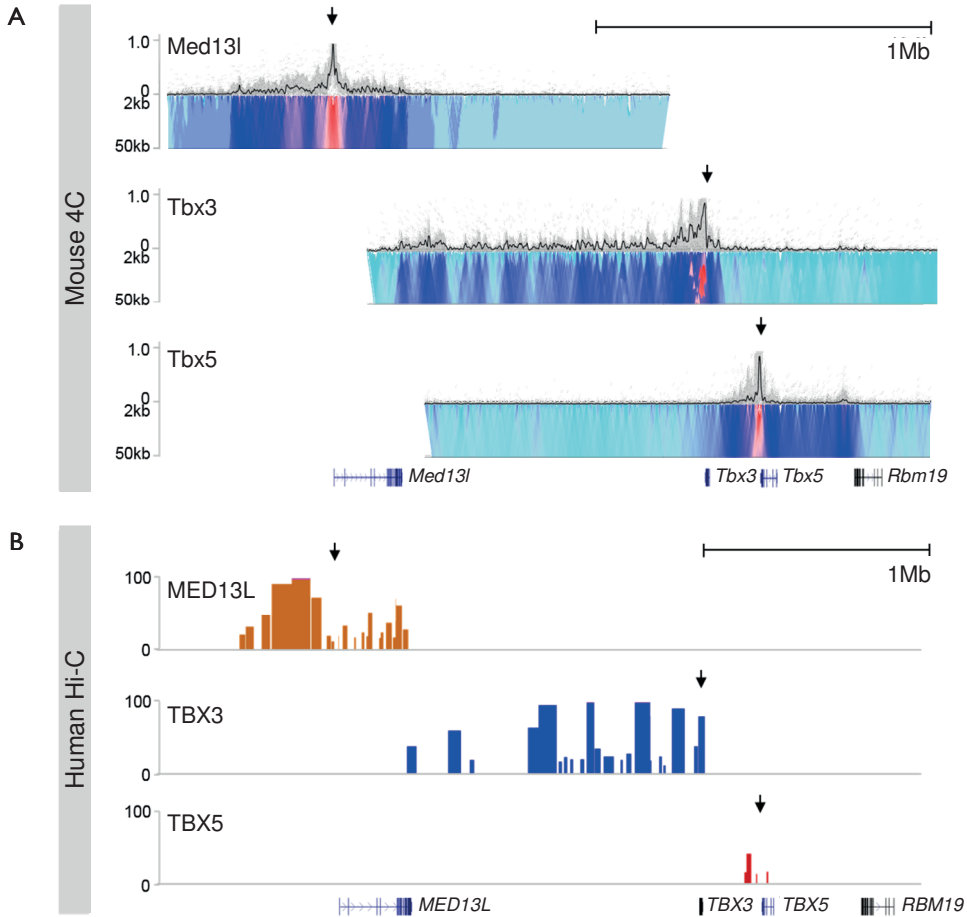 A
Mouse 4C
1Mb
Med13l
1.0
0
2kb
50kb
Tbx3
1.0
0
2kb
50kb
Tbx5
1.0
0
2kb
50kb
Med13l
Tbx3
Tbx5
Rbm19
B
Human Hi-C
1Mb
MED13L
100
0
TBX3
100
0
TBX5
100
0
MED13L
TBX3
TBX5
RBM19